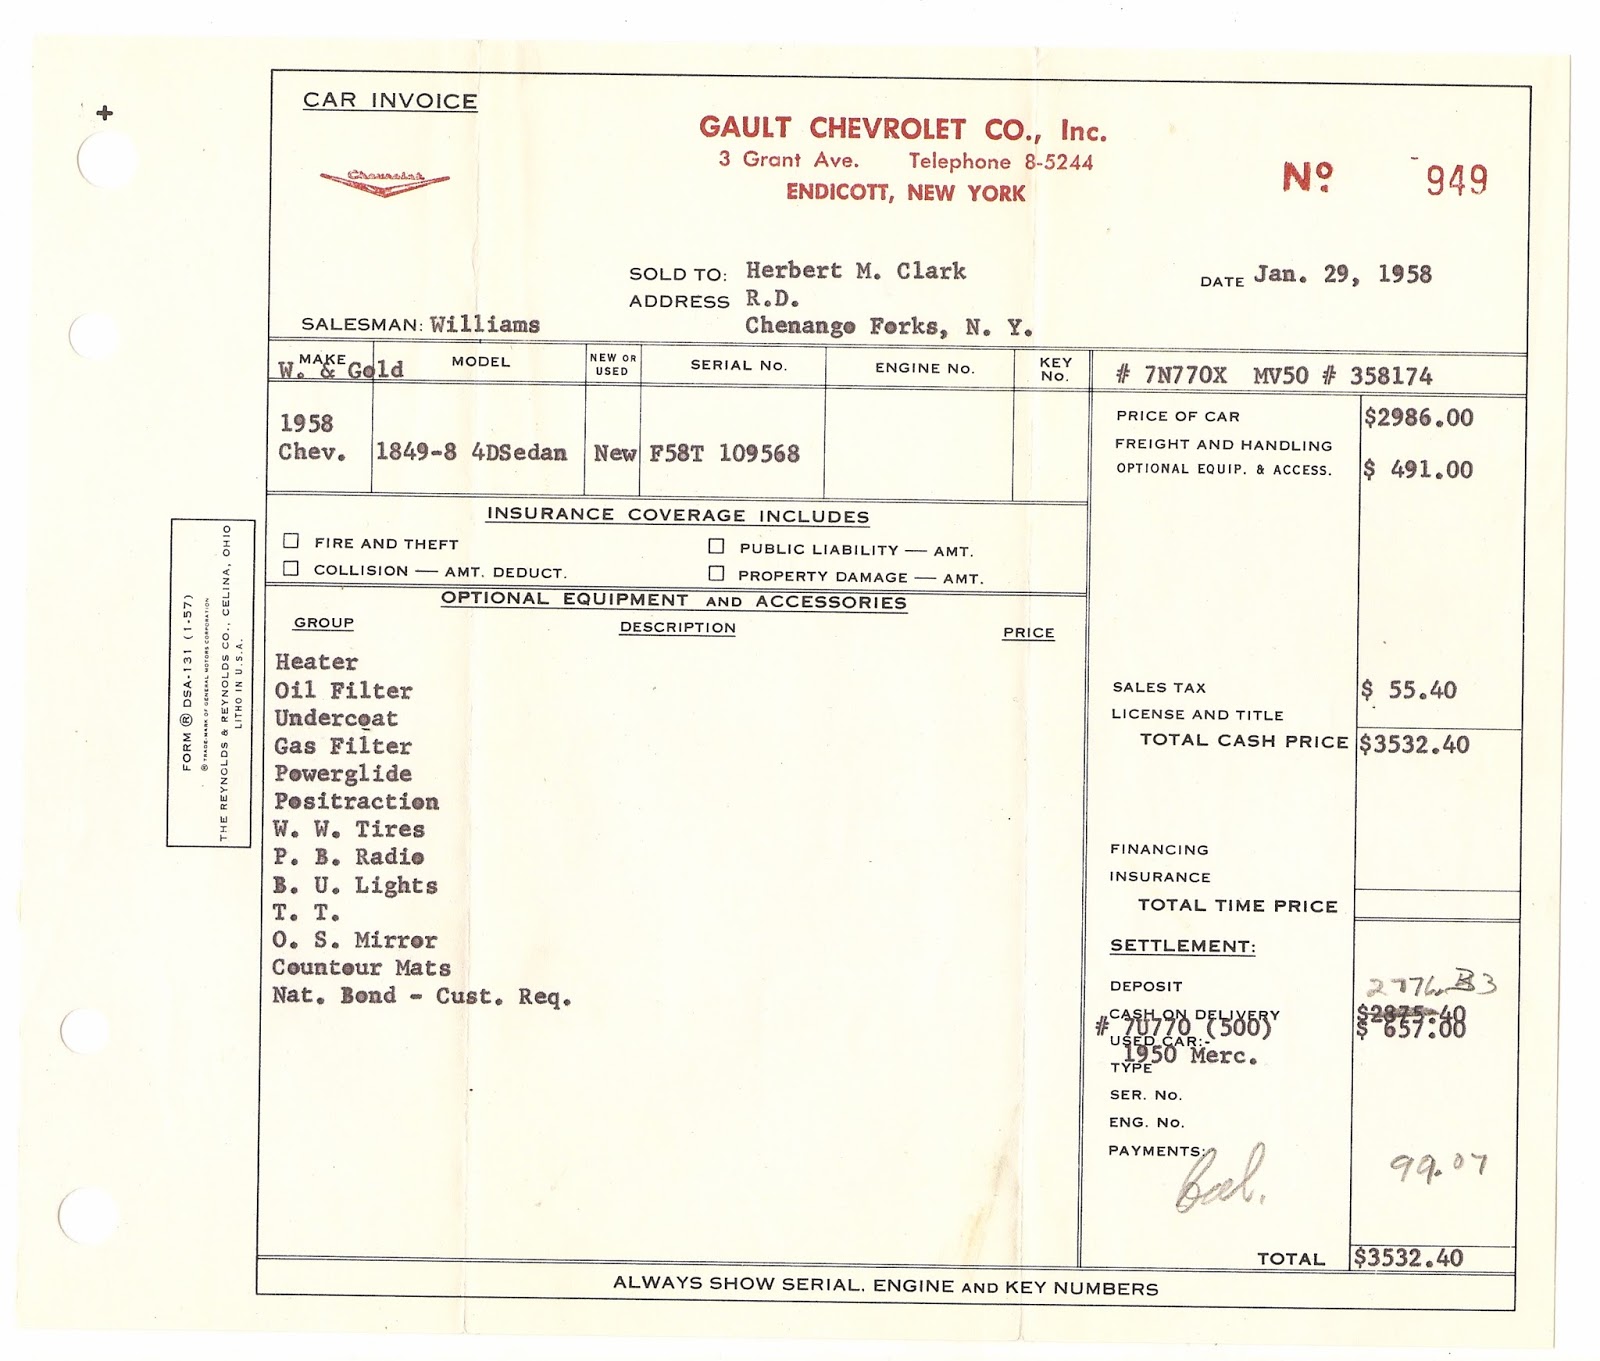 CAR INVOICE
GAULT CHEVROLET CO., Inc.
3 Grant Ave. Telephone 8-5244
ENDICOTT, NEW YORK
Chevrolet
Nº 949
SOLD TO: Herbert M. Clark
DATE Jan. 29, 1958
ADDRESS R.D.
SALESMAN: Williams
Chenango Forks, N. Y.
MAKE MODEL NEW OR USED SERIAL No. ENGINE No. KEY No.
W. & Gold
# 7N770X MV50 # 358174
1958
Chev. 1849-8 4DSedan New F58T 109568
PRICE OF CAR $2986.00
FREIGHT AND HANDLING
OPTIONAL EQUIP. & ACCESS. $ 491.00
INSURANCE COVERAGE INCLUDES
FIRE AND THEFT
PUBLIC LIABILITY — AMT.
COLLISION — AMT. DEDUCT.
PROPERTY DAMAGE — AMT.
OPTIONAL EQUIPMENT AND ACCESSORIES
GROUP DESCRIPTION PRICE
Heater
Oil Filter
Undercoat
Gas Filter
Powerglide
Positraction
W. W. Tires
P. B. Radio
B. U. Lights
T. T.
O. S. Mirror
Countour Mats
Nat. Bond - Cust. Req.
SALES TAX $ 55.40
LICENSE AND TITLE
TOTAL CASH PRICE $3532.40
FINANCING
INSURANCE
TOTAL TIME PRICE
SETTLEMENT:
DEPOSIT
CASH ON DELIVERY $2875.40
# 7U770 (500) $ 657.00
USED CAR:-
1950 Merc.
TYPE
SER. No.
ENG. No.
PAYMENTS:
Bal. 99.07
TOTAL $3532.40
ALWAYS SHOW SERIAL, ENGINE AND KEY NUMBERS
FORM ® DSA-131 (1-57)
® TRADE-MARK OF GENERAL MOTORS CORPORATION
THE REYNOLDS & REYNOLDS CO., CELINA, OHIO
LITHO IN U.S.A.